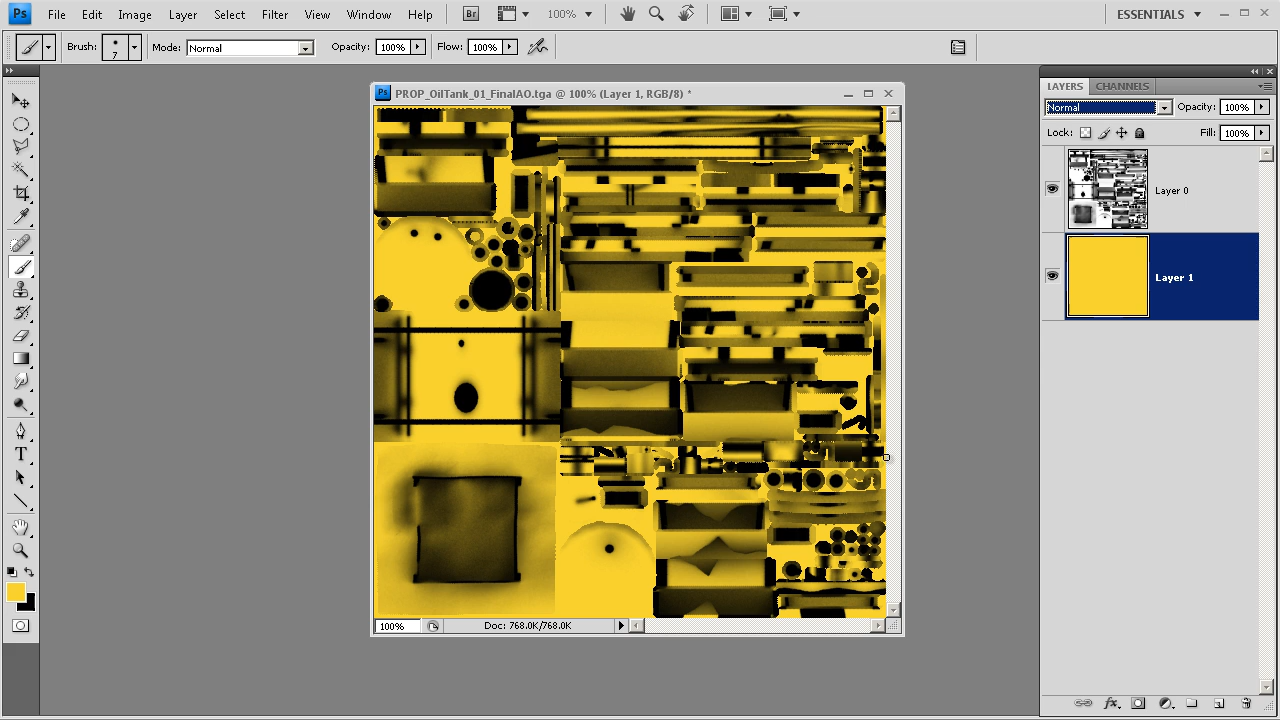 Ps File Edit Image Layer Select Filter View Window Help Br 100% ESSENTIALS
Brush: 7 Mode: Normal Opacity: 100% Flow: 100%
Ps PROP_OilTank_01_FinalAO.tga @ 100% (Layer 1, RGB/8) *
LAYERS CHANNELS
Normal Opacity: 100%
Lock: Fill: 100%
Layer 0
Layer 1
T
100% Doc: 768.0K/768.0K
fx